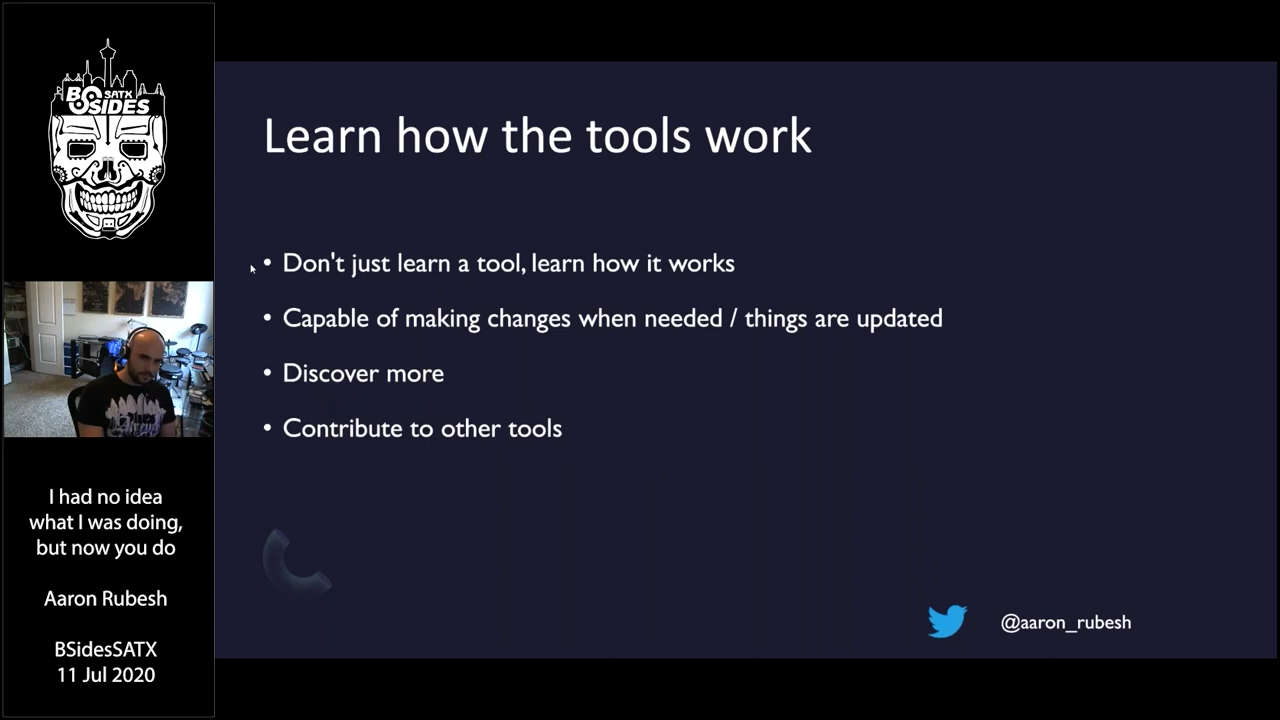 BSIDES
SATX
I had no idea
what I was doing,
but now you do
Aaron Rubesh
BSidesSATX
11 Jul 2020
Learn how the tools work
• Don't just learn a tool, learn how it works
• Capable of making changes when needed / things are updated
• Discover more
• Contribute to other tools
@aaron_rubesh